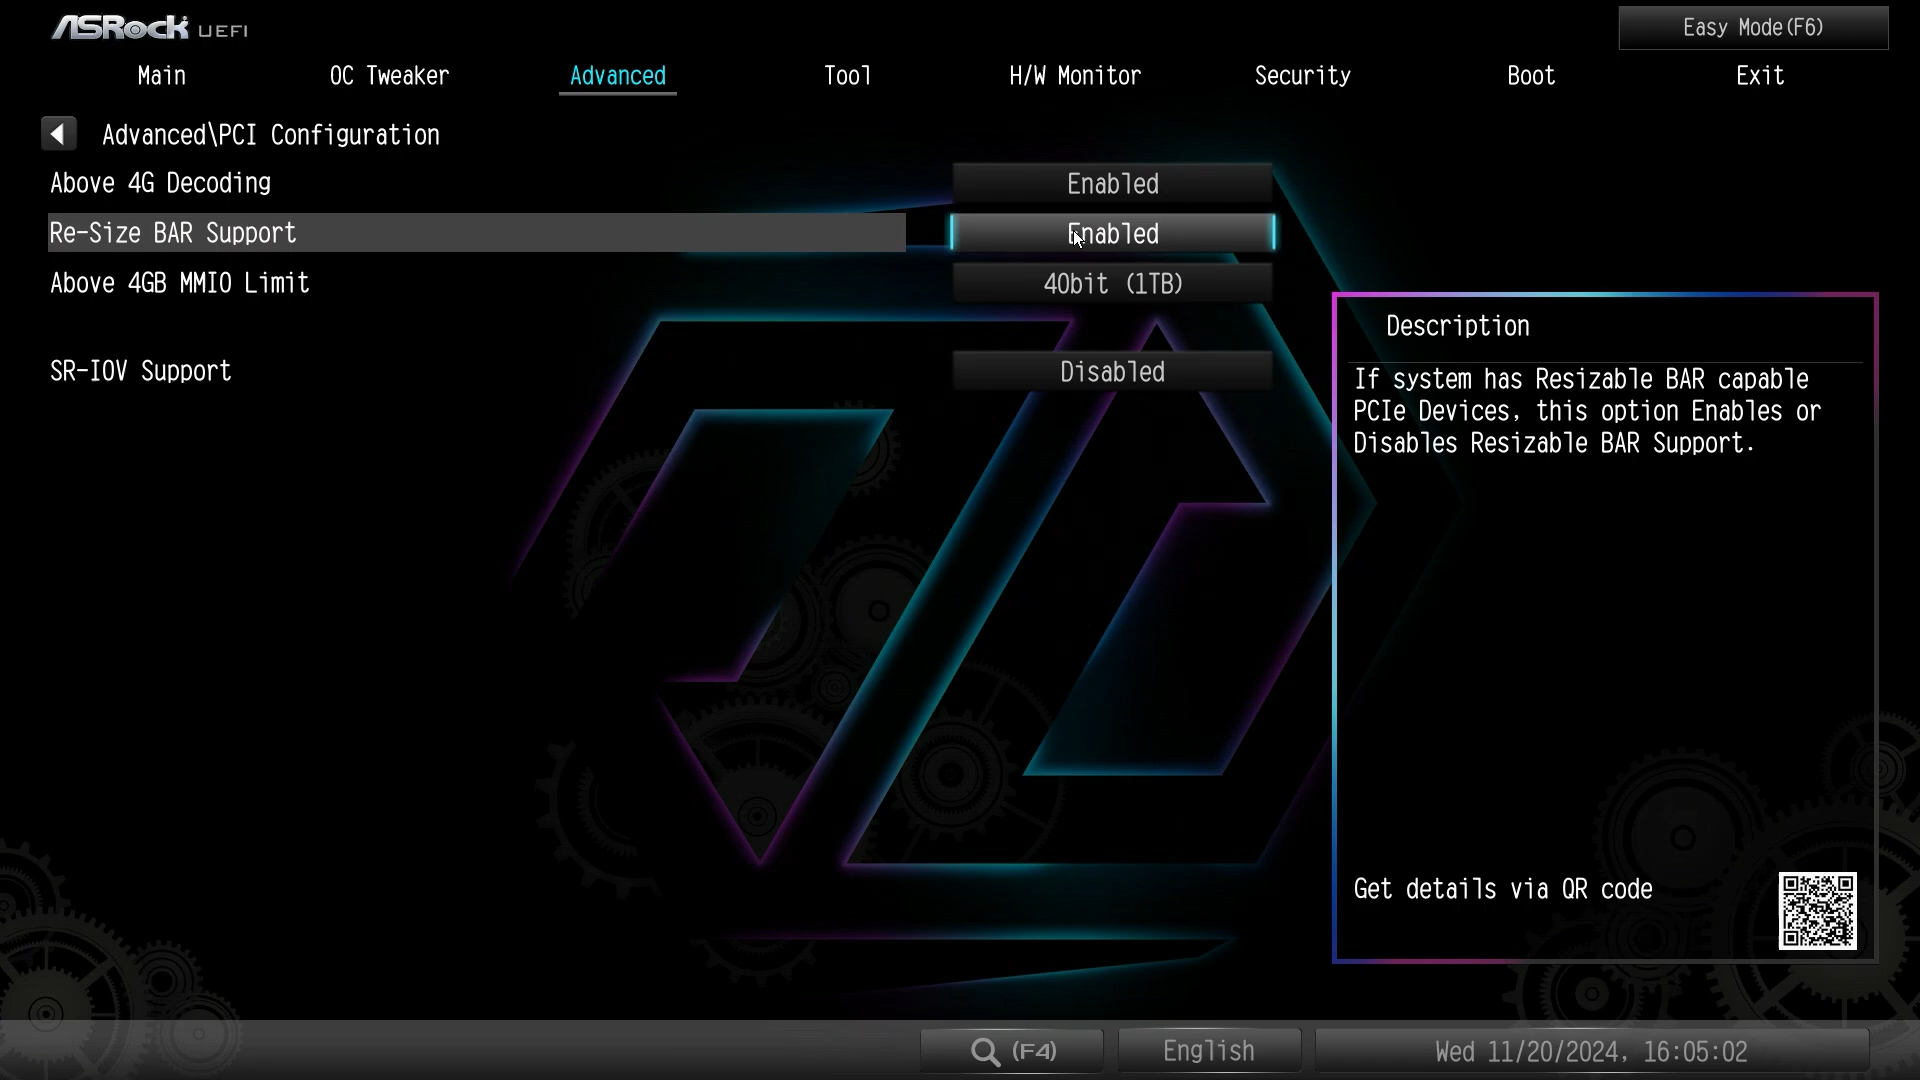 ASRock UEFI
Easy Mode(F6)
Main OC Tweaker Advanced Tool H/W Monitor Security Boot Exit
Advanced\PCI Configuration
Above 4G Decoding Enabled
Re-Size BAR Support Enabled
Above 4GB MMIO Limit 40bit (1TB)
SR-IOV Support Disabled
Description
If system has Resizable BAR capable
PCIe Devices, this option Enables or
Disables Resizable BAR Support.
Get details via QR code
(F4) English Wed 11/20/2024, 16:05:02